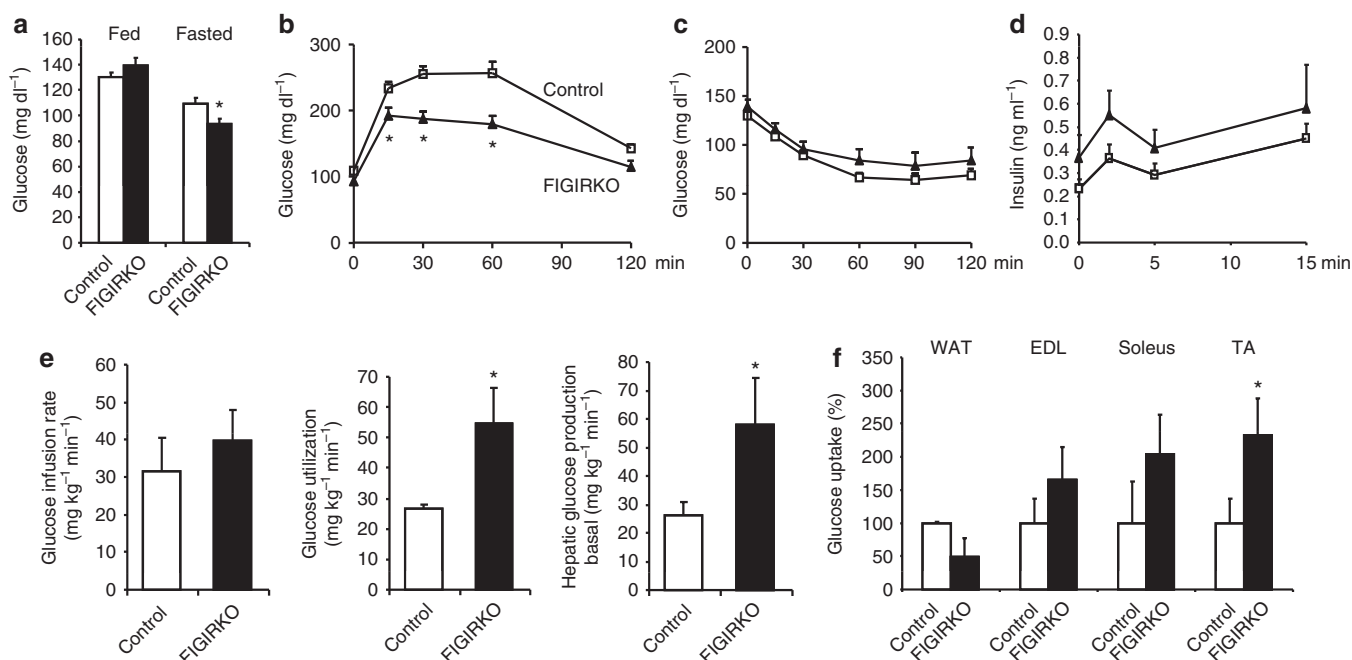 a
Fed Fasted
Glucose (mg dl⁻¹)
160
140
120
100
80
60
40
20
0
*
Control
FIGIRKO
Control
FIGIRKO
b
Glucose (mg dl⁻¹)
300
200
100
0
Control
* * *
FIGIRKO
0 30 60 90 120 min
c
Glucose (mg dl⁻¹)
200
150
100
50
0
0 30 60 90 120 min
d
Insulin (ng ml⁻¹)
0.9
0.8
0.7
0.6
0.5
0.4
0.3
0.2
0.1
0.0
0 5 10 15 min
e
Glucose infusion rate
(mg kg⁻¹ min⁻¹)
60
50
40
30
20
10
0
Control
FIGIRKO
Glucose utilization
(mg kg⁻¹ min⁻¹)
70
60
50
40
30
20
10
0
*
Control
FIGIRKO
Hepatic glucose production
basal (mg kg⁻¹ min⁻¹)
80
70
60
50
40
30
20
10
0
*
Control
FIGIRKO
f
WAT EDL Soleus TA
Glucose uptake (%)
350
300
250
200
150
100
50
0
*
Control
FIGIRKO
Control
FIGIRKO
Control
FIGIRKO
Control
FIGIRKO